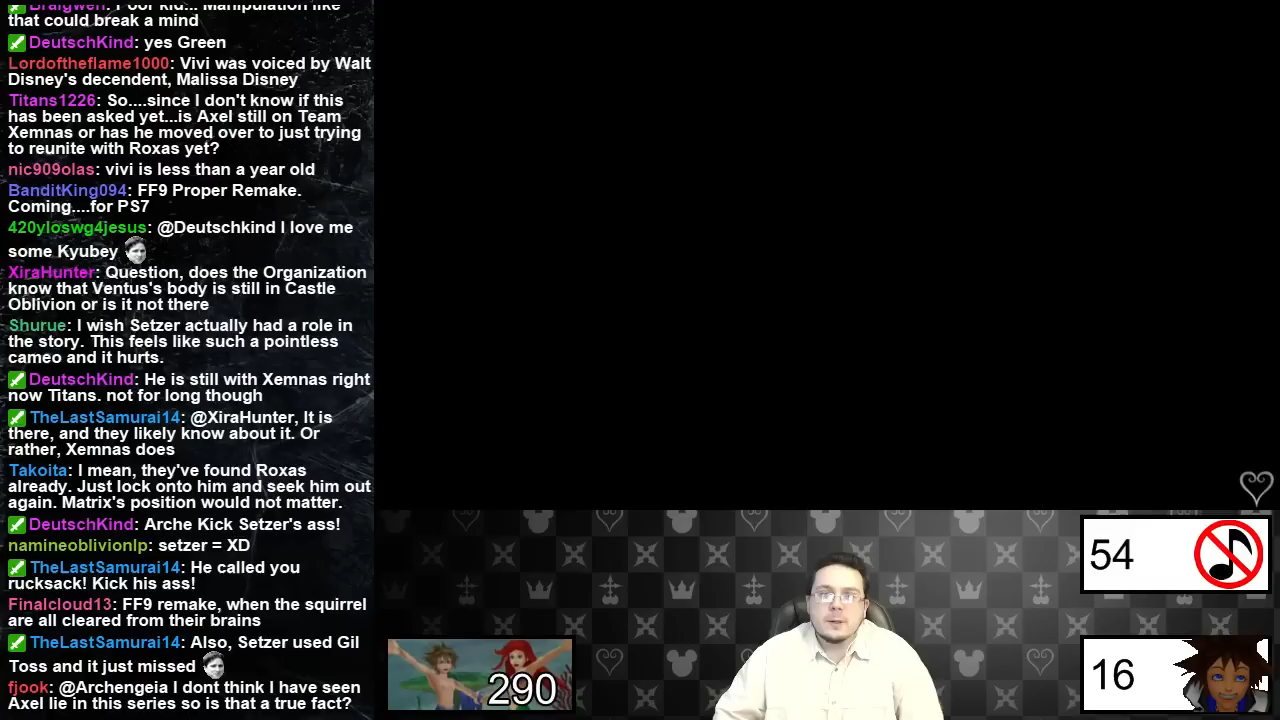 Braigwen: Poor kid... Manipulation like
that could break a mind
DeutschKind: yes Green
Lordoftheflame1000: Vivi was voiced by Walt
Disney's decendent, Malissa Disney
Titans1226: So....since I don't know if this
has been asked yet...is Axel still on Team
Xemnas or has he moved over to just trying
to reunite with Roxas yet?
nic909olas: vivi is less than a year old
BanditKing094: FF9 Proper Remake.
Coming....for PS7
420yloswg4jesus: @Deutschkind I love me
some Kyubey
XiraHunter: Question, does the Organization
know that Ventus's body is still in Castle
Oblivion or is it not there
Shurue: I wish Setzer actually had a role in
the story. This feels like such a pointless
cameo and it hurts.
DeutschKind: He is still with Xemnas right
now Titans. not for long though
TheLastSamurai14: @XiraHunter, It is
there, and they likely know about it. Or
rather, Xemnas does
Takoita: I mean, they've found Roxas
already. Just lock onto him and seek him out
again. Matrix's position would not matter.
DeutschKind: Arche Kick Setzer's ass!
namineoblivionlp: setzer = XD
TheLastSamurai14: He called you
rucksack! Kick his ass!
Finalcloud13: FF9 remake, when the squirrel
are all cleared from their brains
TheLastSamurai14: Also, Setzer used Gil
Toss and it just missed
fjook: @Archengeia I dont think I have seen
Axel lie in this series so is that a true fact?
54
290
16